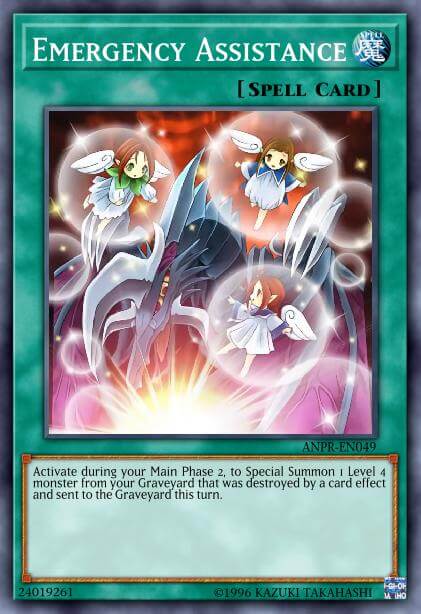 EMERGENCY ASSISTANCE
SPELL
魔
[SPELL CARD]
ANPR-EN049
Activate during your Main Phase 2, to Special Summon 1 Level 4
monster from your Graveyard that was destroyed by a card effect
and sent to the Graveyard this turn.
24019261
©1996 KAZUKI TAKAHASHI